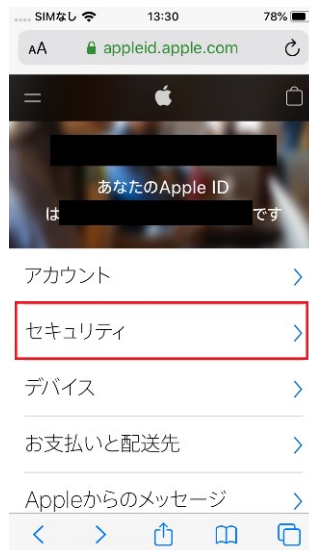 SIMなし 13:30 78%
AA appleid.apple.com
あなたのApple ID
は です
アカウント
セキュリティ
デバイス
お支払いと配送先
Appleからのメッセージ